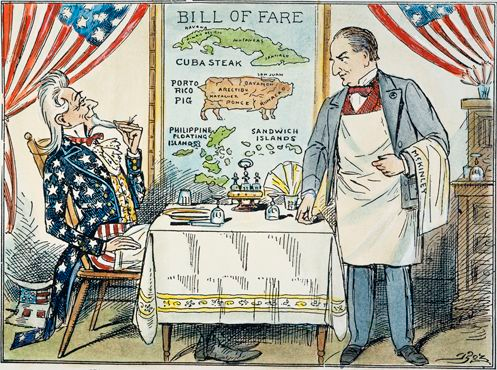 BILL OF FARE
HAVANA
MATANZAS
SANTIAGO
CUBA STEAK
SAN JUAN
PORTO
RICO
PIG
BAYAMON
ARECIBO
MAYAGUEZ
PONCE
PHILIPPINE
FLOATING
ISLANDS
SANDWICH
ISLANDS
McKINLEY